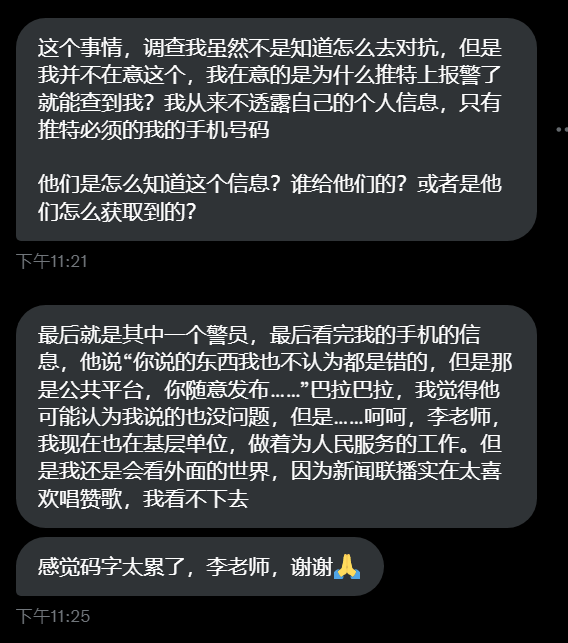 这个事情，调查我虽然不是知道怎么去对抗，但是
我并不在意这个，我在意的是为什么推特上报警了
就能查到我？我从来不透露自己的个人信息，只有
推特必须的我的手机号码
他们是怎么知道这个信息？谁给他们的？或者是他
们怎么获取到的？
下午11:21
最后就是其中一个警员，最后看完我的手机的信
息，他说“你说的东西我也不认为都是错的，但是那
是公共平台，你随意发布……”巴拉巴拉，我觉得他
可能认为我说的也没问题，但是……呵呵，李老师，
我现在也在基层单位，做着为人民服务的工作。但
是我还是会看外面的世界，因为新闻联播实在太喜
欢唱赞歌，我看不下去
感觉码字太累了，李老师，谢谢🙏
下午11:25